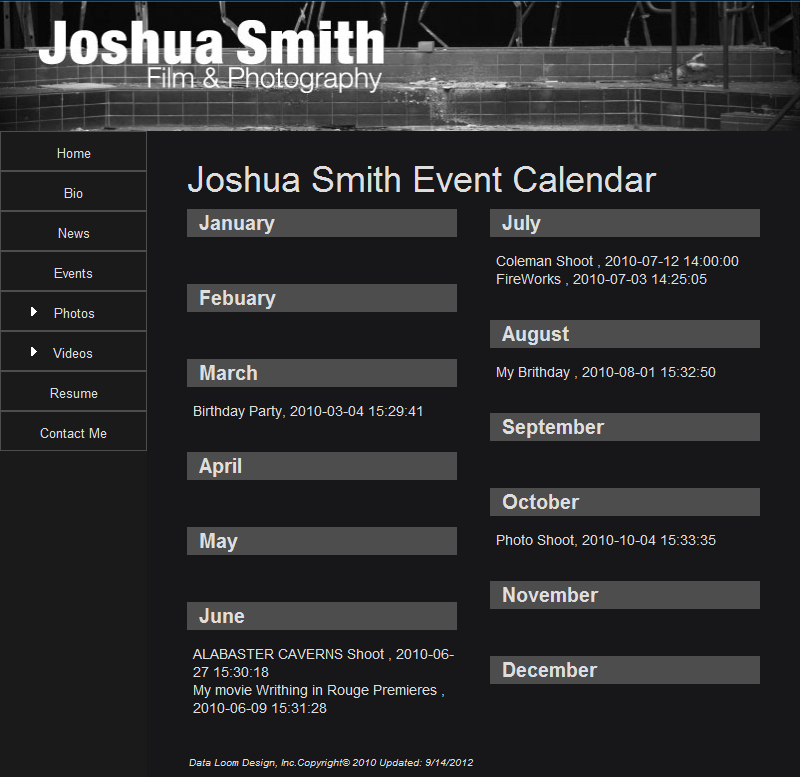 Joshua Smith
Film & Photography
Home
Bio
News
Events
Photos
Videos
Resume
Contact Me
Joshua Smith Event Calendar
January
Febuary
March
Birthday Party, 2010-03-04 15:29:41
April
May
June
ALABASTER CAVERNS Shoot , 2010-06-
27 15:30:18
My movie Writhing in Rouge Premieres ,
2010-06-09 15:31:28
July
Coleman Shoot , 2010-07-12 14:00:00
FireWorks , 2010-07-03 14:25:05
August
My Brithday , 2010-08-01 15:32:50
September
October
Photo Shoot, 2010-10-04 15:33:35
November
December
Data Loom Design, Inc.Copyright© 2010 Updated: 9/14/2012